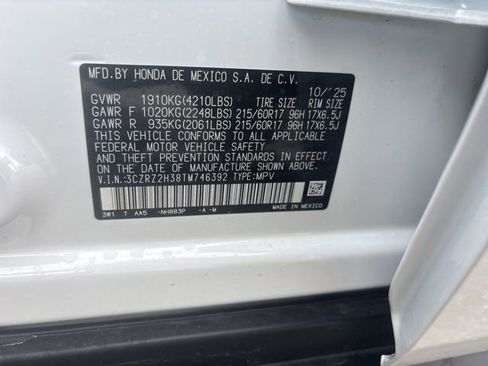 MFD.BY HONDA DE MEXICO S.A. DE C.V.
10/'25
GVWR 1910KG(4210LBS) TIRE SIZE RIM SIZE
GAWR F 1020KG(2248LBS) 215/60R17 96H 17X6.5J
GAWR R 935KG(2061LBS) 215/60R17 96H 17X6.5J
THIS VEHICLE CONFORMS TO ALL APPLICABLE
FEDERAL MOTOR VEHICLE SAFETY
STANDARDS IN EFFECT ON THE DATE OF
MANUFACTURE SHOWN ABOVE.
V.I.N.:3CZRZ2H38TM746392 TYPE:MPV
3W1 T AA5 -NH883P -A -M MADE IN MEXICO